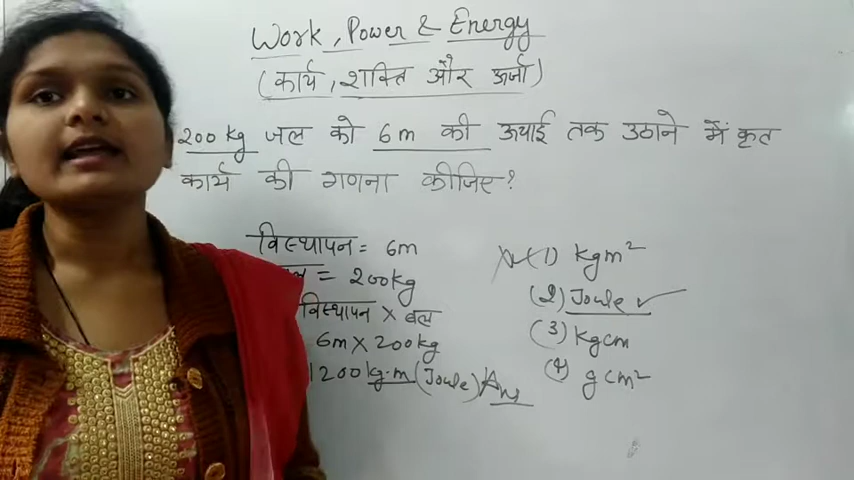 Work, Power & Energy
(कार्य, शक्ति और ऊर्जा)
200 kg जल को 6m की ऊचाई तक उठाने में कृत
कार्य की गणना कीजिए?
विस्थापन = 6m
= 200kg
विस्थापन × बल
6m × 200kg
1200 kg.m (Joule) Ans
(1) Kgm²
(2) Joule ✓
(3) Kgcm
(4) gcm²